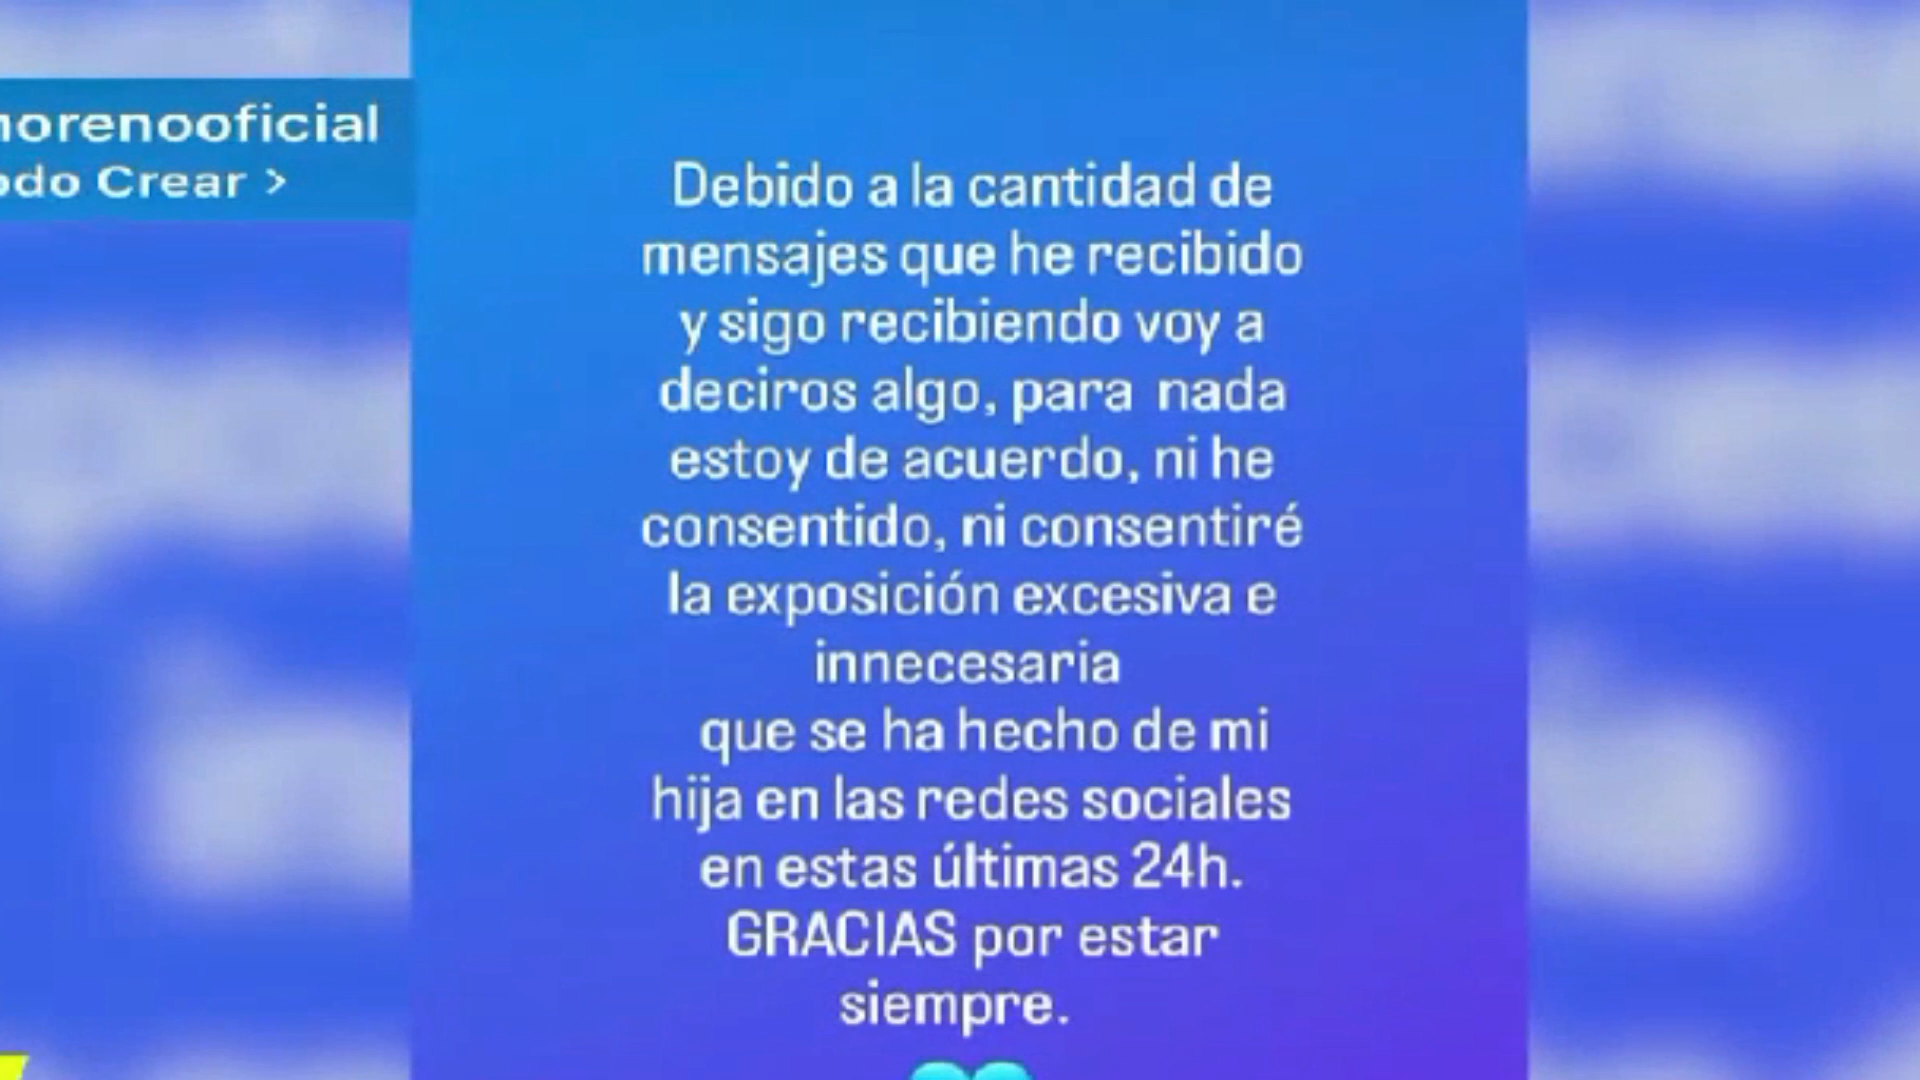 norenooficial
odo Crear >
Debido a la cantidad de
mensajes que he recibido
y sigo recibiendo voy a
deciros algo, para nada
estoy de acuerdo, ni he
consentido, ni consentiré
la exposición excesiva e
innecesaria
que se ha hecho de mi
hija en las redes sociales
en estas últimas 24h.
GRACIAS por estar
siempre.